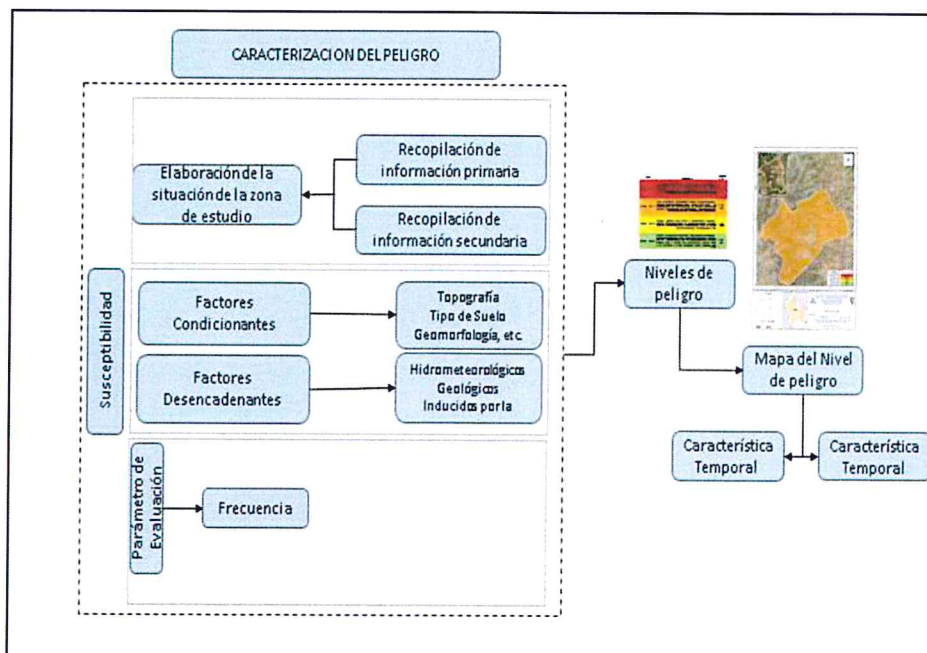 CARACTERIZACION DEL PELIGRO
Elaboración de la
situación de la zona
de estudio
Recopilación de
información primaria
Recopilación de
información secundaria
Susceptibilidad
Factores
Condicionantes
Topografía
Tipo de Suelo
Geomorfología, etc.
Factores
Desencadenantes
Hidrometeorológicos
Geológicos
Inducidos por la
Parámetro de
Evaluación
Frecuencia
Niveles de
peligro
Mapa del Nivel
de peligro
Característica
Temporal
Característica
Temporal